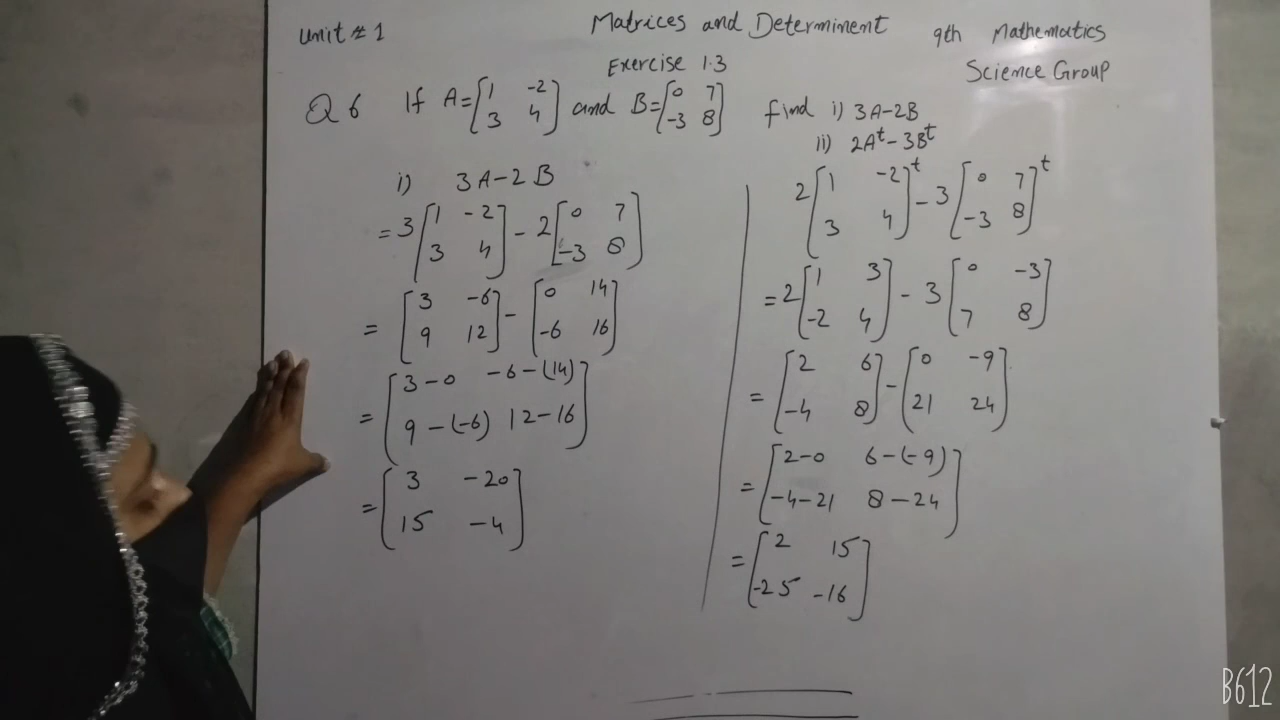 Unit # 1 Matrices and Determinent 9th Mathematics
Exercise 1.3 Science Group
Q 6 If A=[1 -2 and B=[0 7 find i) 3A-2B
3 4] -3 8] ii) 2Aᵗ-3Bᵗ
i) 3A-2B
=3[1 -2 - 2[0 7
3 4] -3 8]
= [3 -6 - [0 14
9 12] -6 16]
= [3-0 -6-(14)
9-(-6) 12-16]
= [3 -20
15 -4]
2[1 -2 ᵗ - 3[0 7 ᵗ
3 4] -3 8]
=2[1 3 - 3[0 -3
-2 4] 7 8]
= [2 6 - [0 -9
-4 8] 21 24]
= [2-0 6-(-9)
-4-21 8-24]
= [2 15
-25 -16]
B612